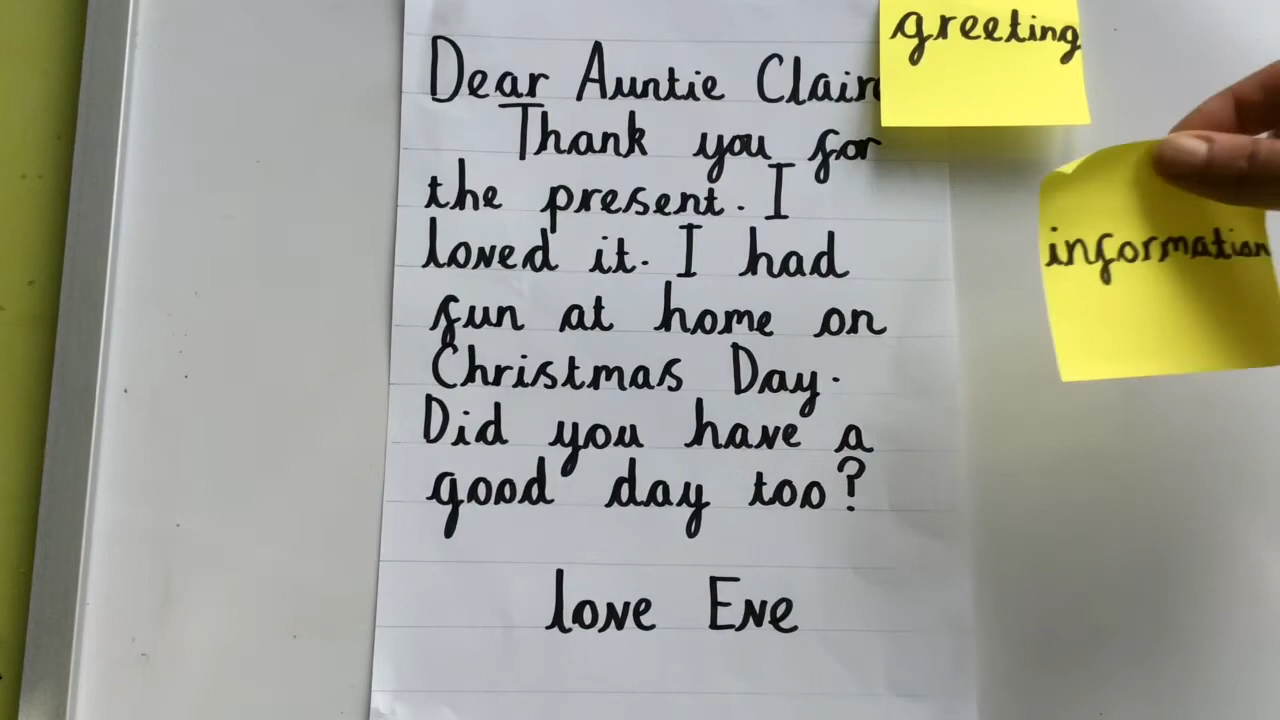 greeting
Dear Auntie Claire
Thank you for
the present. I
information
loved it. I had
fun at home on
Christmas Day.
Did you have a
good day too?
love Eve